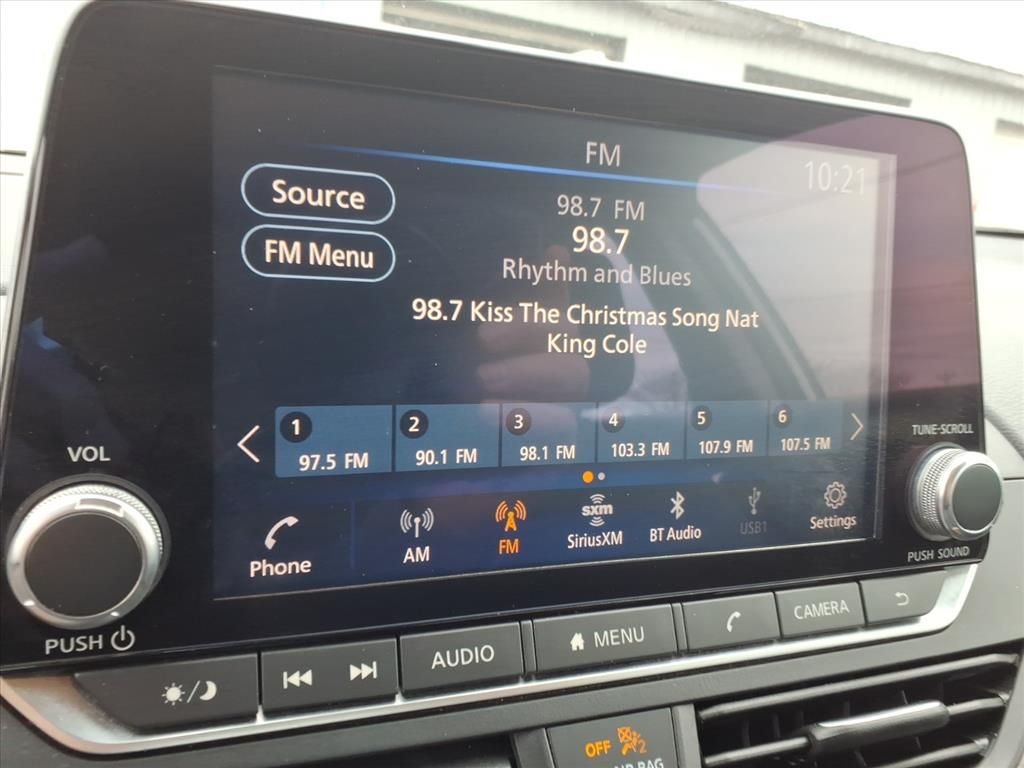 FM
10:21
Source
FM Menu
98.7 FM
98.7
Rhythm and Blues
98.7 Kiss The Christmas Song Nat
King Cole
1
97.5 FM
2
90.1 FM
3
98.1 FM
4
103.3 FM
5
107.9 FM
6
107.5 FM
Phone
AM
FM
sxm
SiriusXM
BT Audio
USB1
Settings
VOL
PUSH
TUNE·SCROLL
PUSH SOUND
AUDIO
MENU
CAMERA
OFF
2
BAG